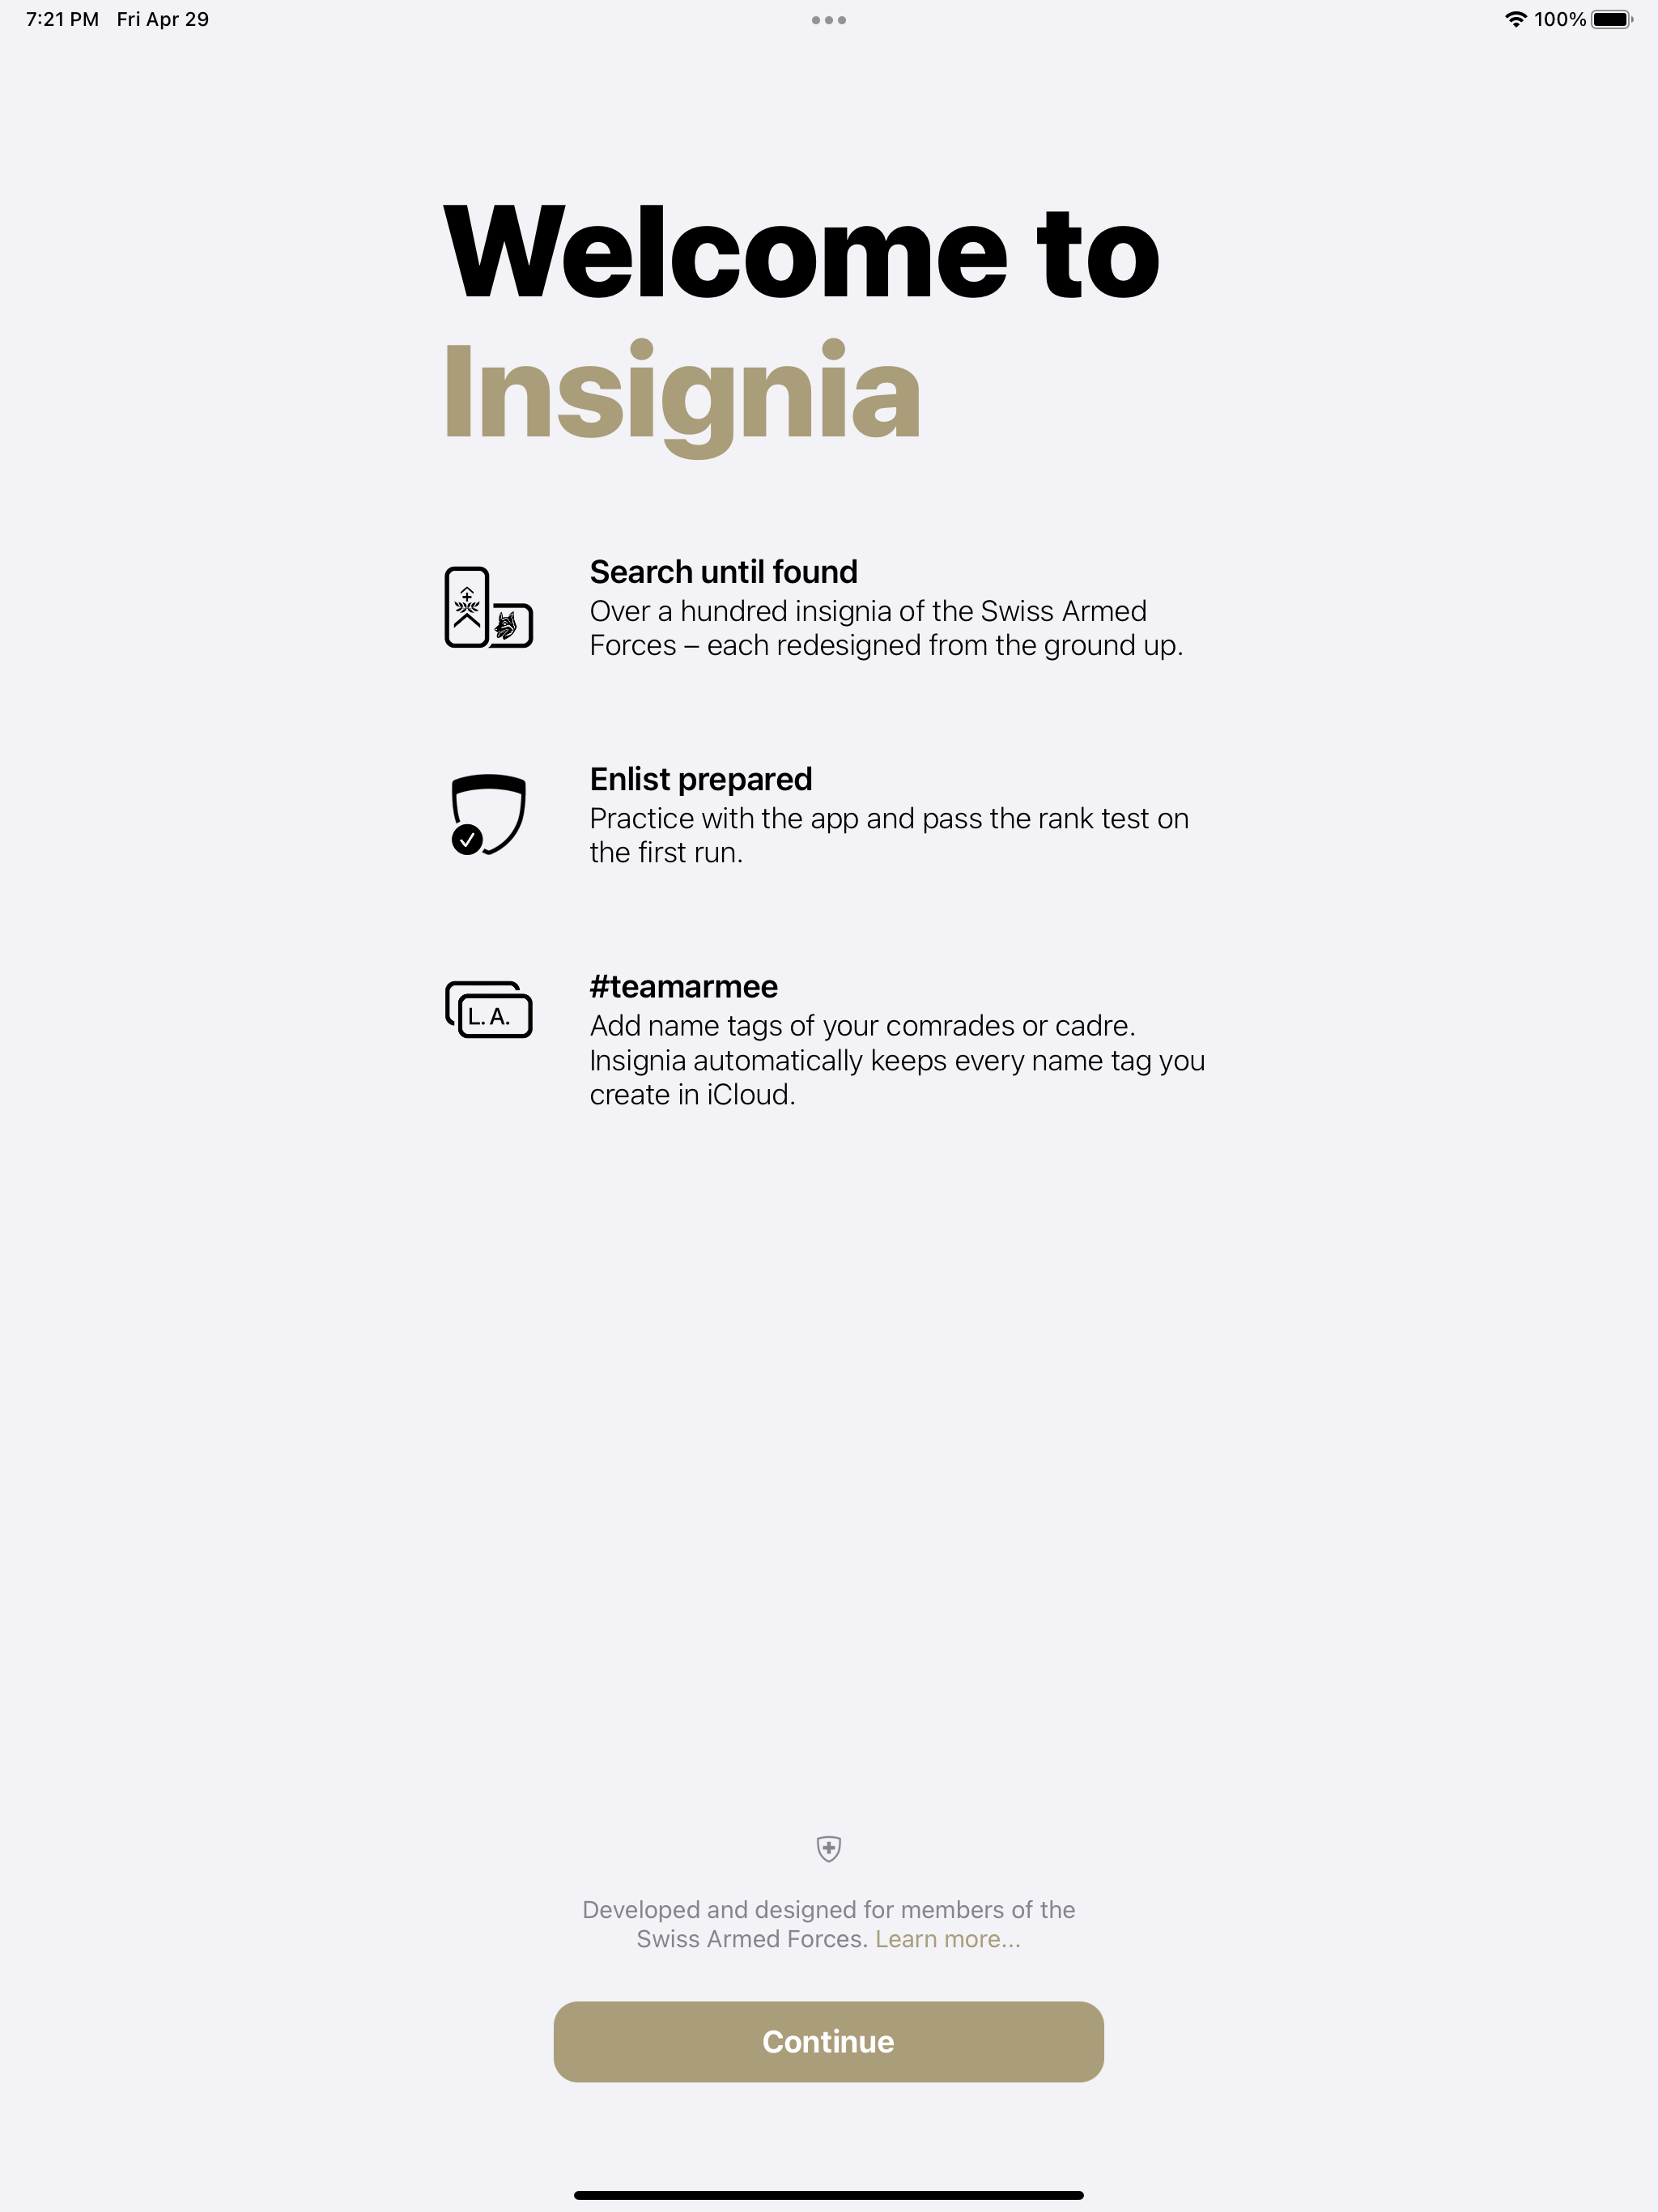 7:21 PM Fri Apr 29 100%
Welcome to
Insignia
Search until found
Over a hundred insignia of the Swiss Armed
Forces – each redesigned from the ground up.
Enlist prepared
Practice with the app and pass the rank test on
the first run.
L. A.
#teamarmee
Add name tags of your comrades or cadre.
Insignia automatically keeps every name tag you
create in iCloud.
Developed and designed for members of the
Swiss Armed Forces. Learn more...
Continue